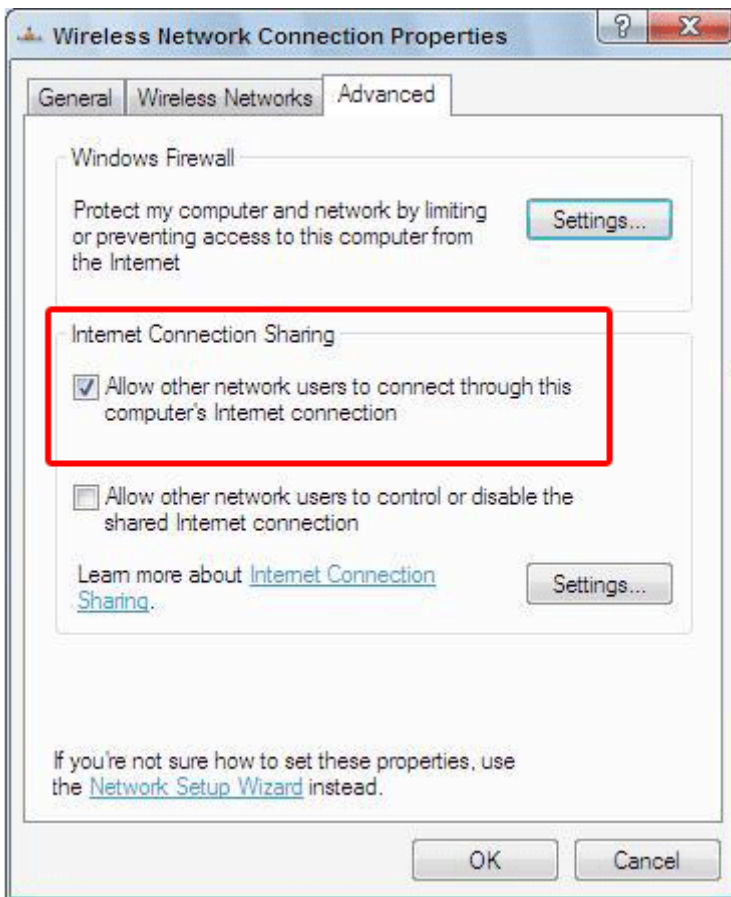 Wireless Network Connection Properties
?
X
General
Wireless Networks
Advanced
Windows Firewall
Protect my computer and network by limiting
or preventing access to this computer from
the Internet
Settings...
Internet Connection Sharing
Allow other network users to connect through this
computer's Internet connection
Allow other network users to control or disable the
shared Internet connection
Learn more about Internet Connection
Sharing.
Settings...
If you're not sure how to set these properties, use
the Network Setup Wizard instead.
OK
Cancel